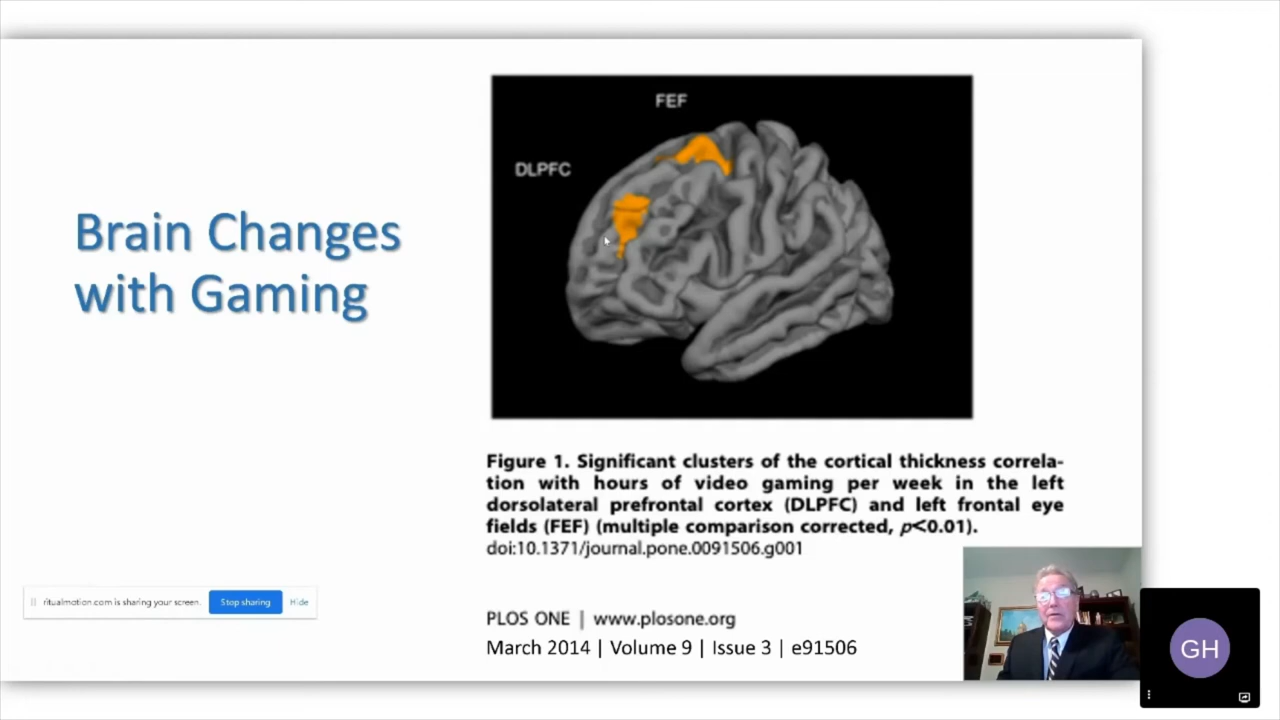 FEF
DLPFC
Brain Changes
with Gaming
Figure 1. Significant clusters of the cortical thickness correla-
tion with hours of video gaming per week in the left
dorsolateral prefrontal cortex (DLPFC) and left frontal eye
fields (FEF) (multiple comparison corrected, p<0.01).
doi:10.1371/journal.pone.0091506.g001
ritualmotion.com is sharing your screen.
Stop sharing
Hide
PLOS ONE | www.plosone.org
March 2014 | Volume 9 | Issue 3 | e91506
GH